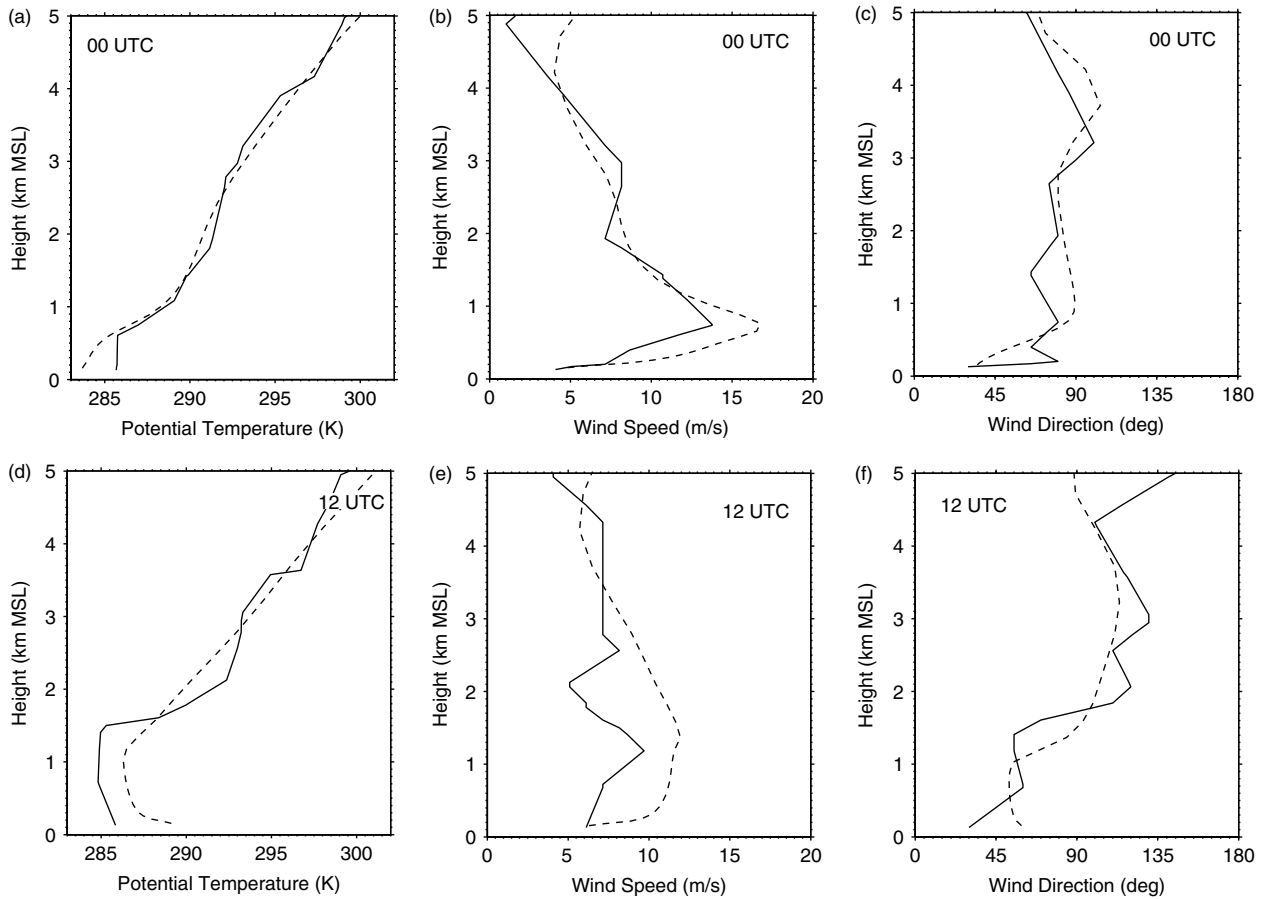 (a)
00 UTC
5
4
3
2
1
0
Height (km MSL)
285 290 295 300
Potential Temperature (K)
(b)
00 UTC
5
4
3
2
1
0
Height (km MSL)
0 5 10 15 20
Wind Speed (m/s)
(c)
00 UTC
5
4
3
2
1
0
Height (km MSL)
0 45 90 135 180
Wind Direction (deg)
(d)
12 UTC
5
4
3
2
1
0
Height (km MSL)
285 290 295 300
Potential Temperature (K)
(e)
12 UTC
5
4
3
2
1
0
Height (km MSL)
0 5 10 15 20
Wind Speed (m/s)
(f)
12 UTC
5
4
3
2
1
0
Height (km MSL)
0 45 90 135 180
Wind Direction (deg)